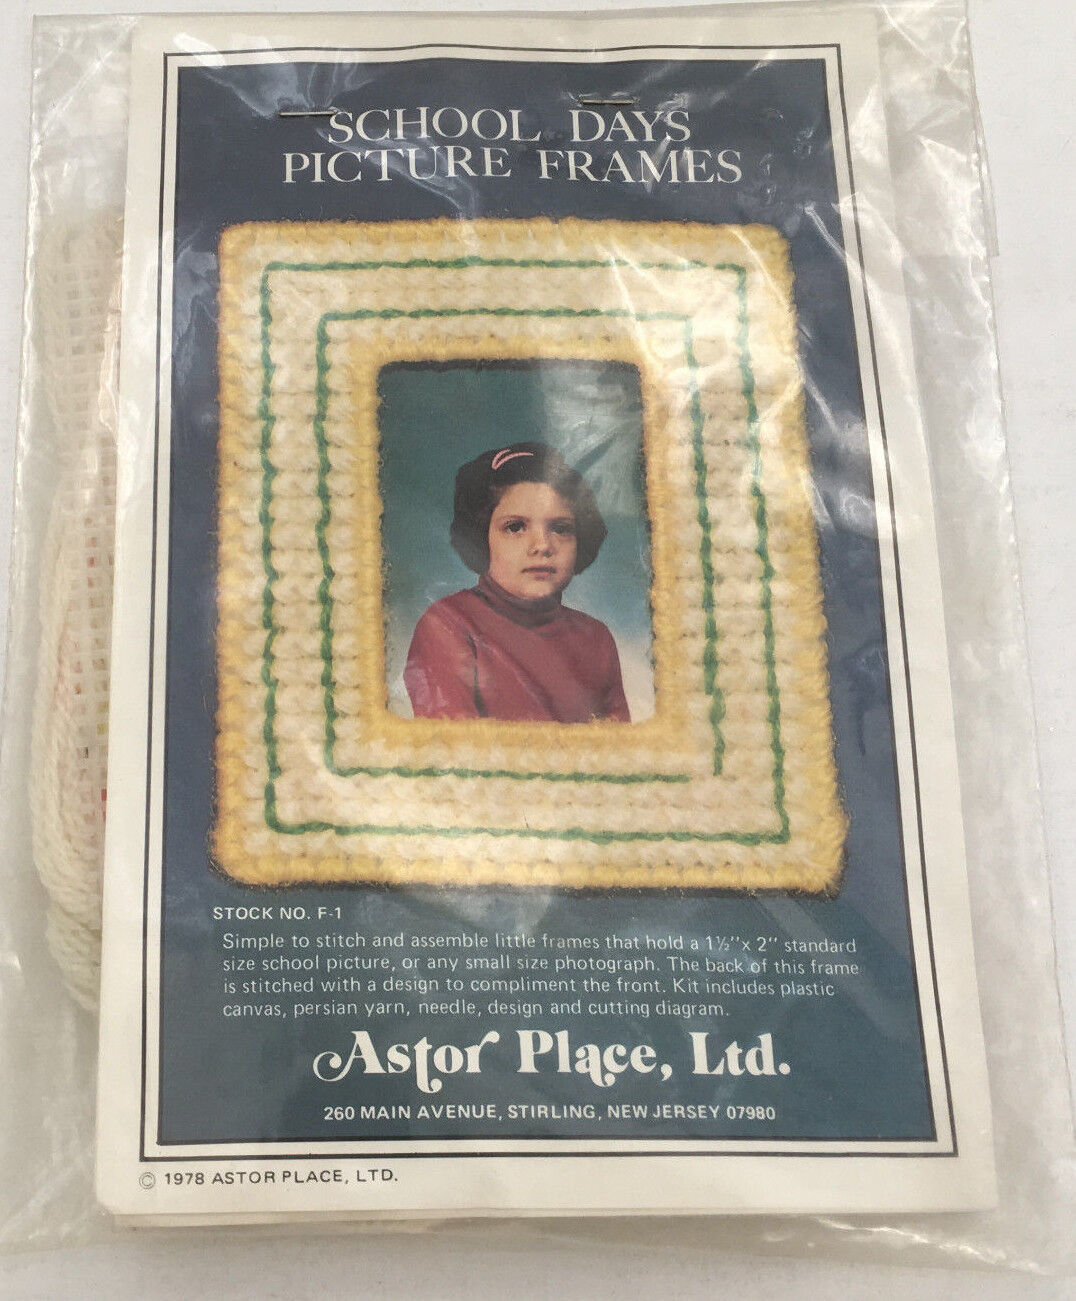 SCHOOL DAYS
PICTURE FRAMES
STOCK NO. F-1
Simple to stitch and assemble little frames that hold a 1½"x 2" standard
size school picture, or any small size photograph. The back of this frame
is stitched with a design to compliment the front. Kit includes plastic
canvas, persian yarn, needle, design and cutting diagram.
Astor Place, Ltd.
260 MAIN AVENUE, STIRLING, NEW JERSEY 07980
© 1978 ASTOR PLACE, LTD.